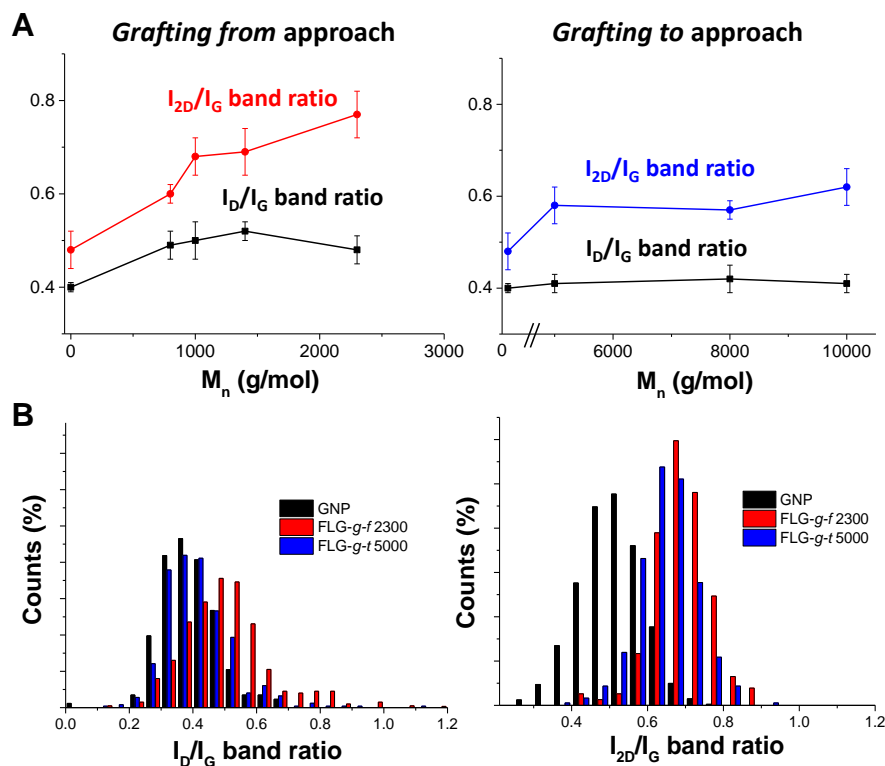 A
Grafting from approach
Grafting to approach
0.8
0.6
0.4
I2D/IG band ratio
ID/IG band ratio
0 1000 2000 3000
Mn (g/mol)
0.8
0.6
0.4
I2D/IG band ratio
ID/IG band ratio
0 6000 8000 10000
Mn (g/mol)
B
Counts (%)
GNP
FLG-g-f 2300
FLG-g-t 5000
0.0 0.2 0.4 0.6 0.8 1.0 1.2
ID/IG band ratio
Counts (%)
GNP
FLG-g-f 2300
FLG-g-t 5000
0.4 0.6 0.8 1.0 1.2
I2D/IG band ratio